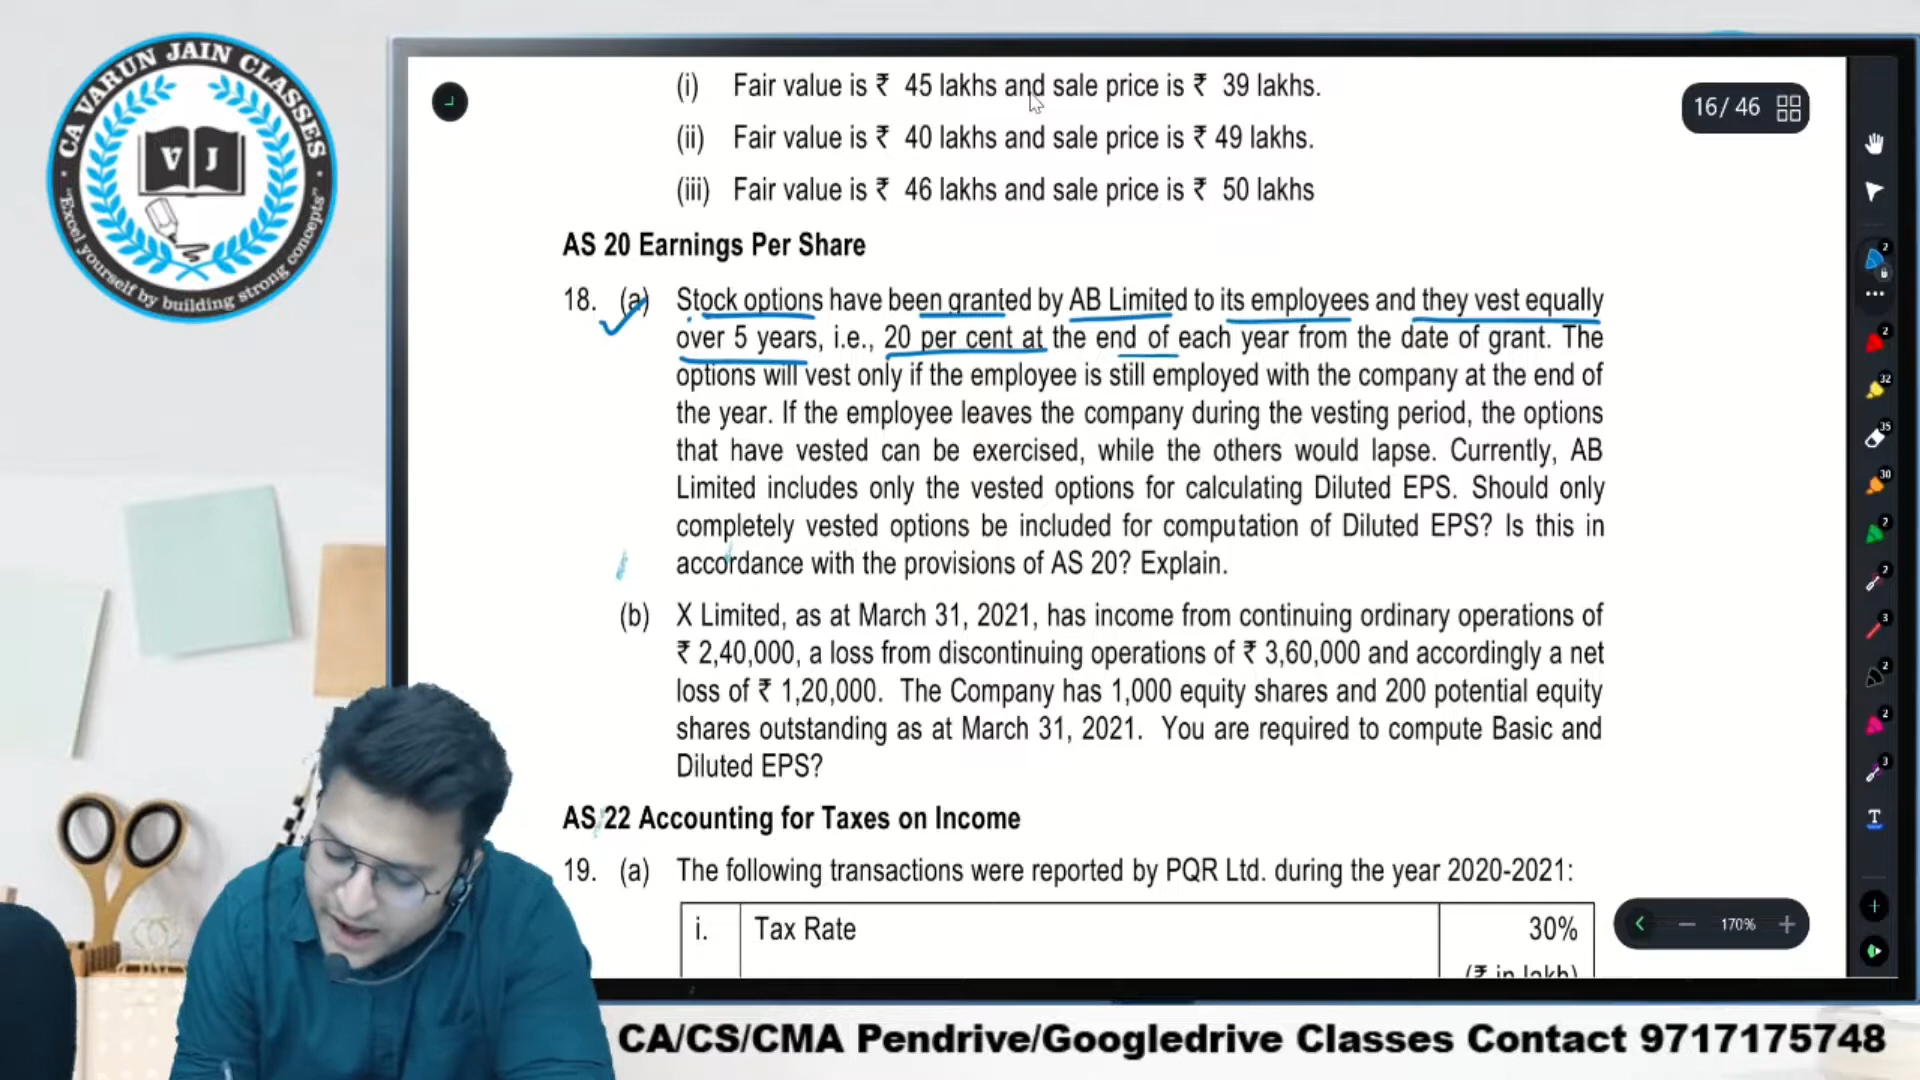 CA VARUN JAIN CLASSES
V J
"Excel yourself by building strong concepts"
(i) Fair value is ₹ 45 lakhs and sale price is ₹ 39 lakhs.
16/ 46
(ii) Fair value is ₹ 40 lakhs and sale price is ₹ 49 lakhs.
(iii) Fair value is ₹ 46 lakhs and sale price is ₹ 50 lakhs
AS 20 Earnings Per Share
18. (a) Stock options have been granted by AB Limited to its employees and they vest equally
over 5 years, i.e., 20 per cent at the end of each year from the date of grant. The
options will vest only if the employee is still employed with the company at the end of
the year. If the employee leaves the company during the vesting period, the options
that have vested can be exercised, while the others would lapse. Currently, AB
Limited includes only the vested options for calculating Diluted EPS. Should only
completely vested options be included for computation of Diluted EPS? Is this in
accordance with the provisions of AS 20? Explain.
(b) X Limited, as at March 31, 2021, has income from continuing ordinary operations of
₹ 2,40,000, a loss from discontinuing operations of ₹ 3,60,000 and accordingly a net
loss of ₹ 1,20,000. The Company has 1,000 equity shares and 200 potential equity
shares outstanding as at March 31, 2021. You are required to compute Basic and
Diluted EPS?
AS 22 Accounting for Taxes on Income
19. (a) The following transactions were reported by PQR Ltd. during the year 2020-2021:
i. Tax Rate 30%
(₹ in lakh)
170%
2
2
32
35
30
2
2
3
2
2
3
T
CA/CS/CMA Pendrive/Googledrive Classes Contact 9717175748